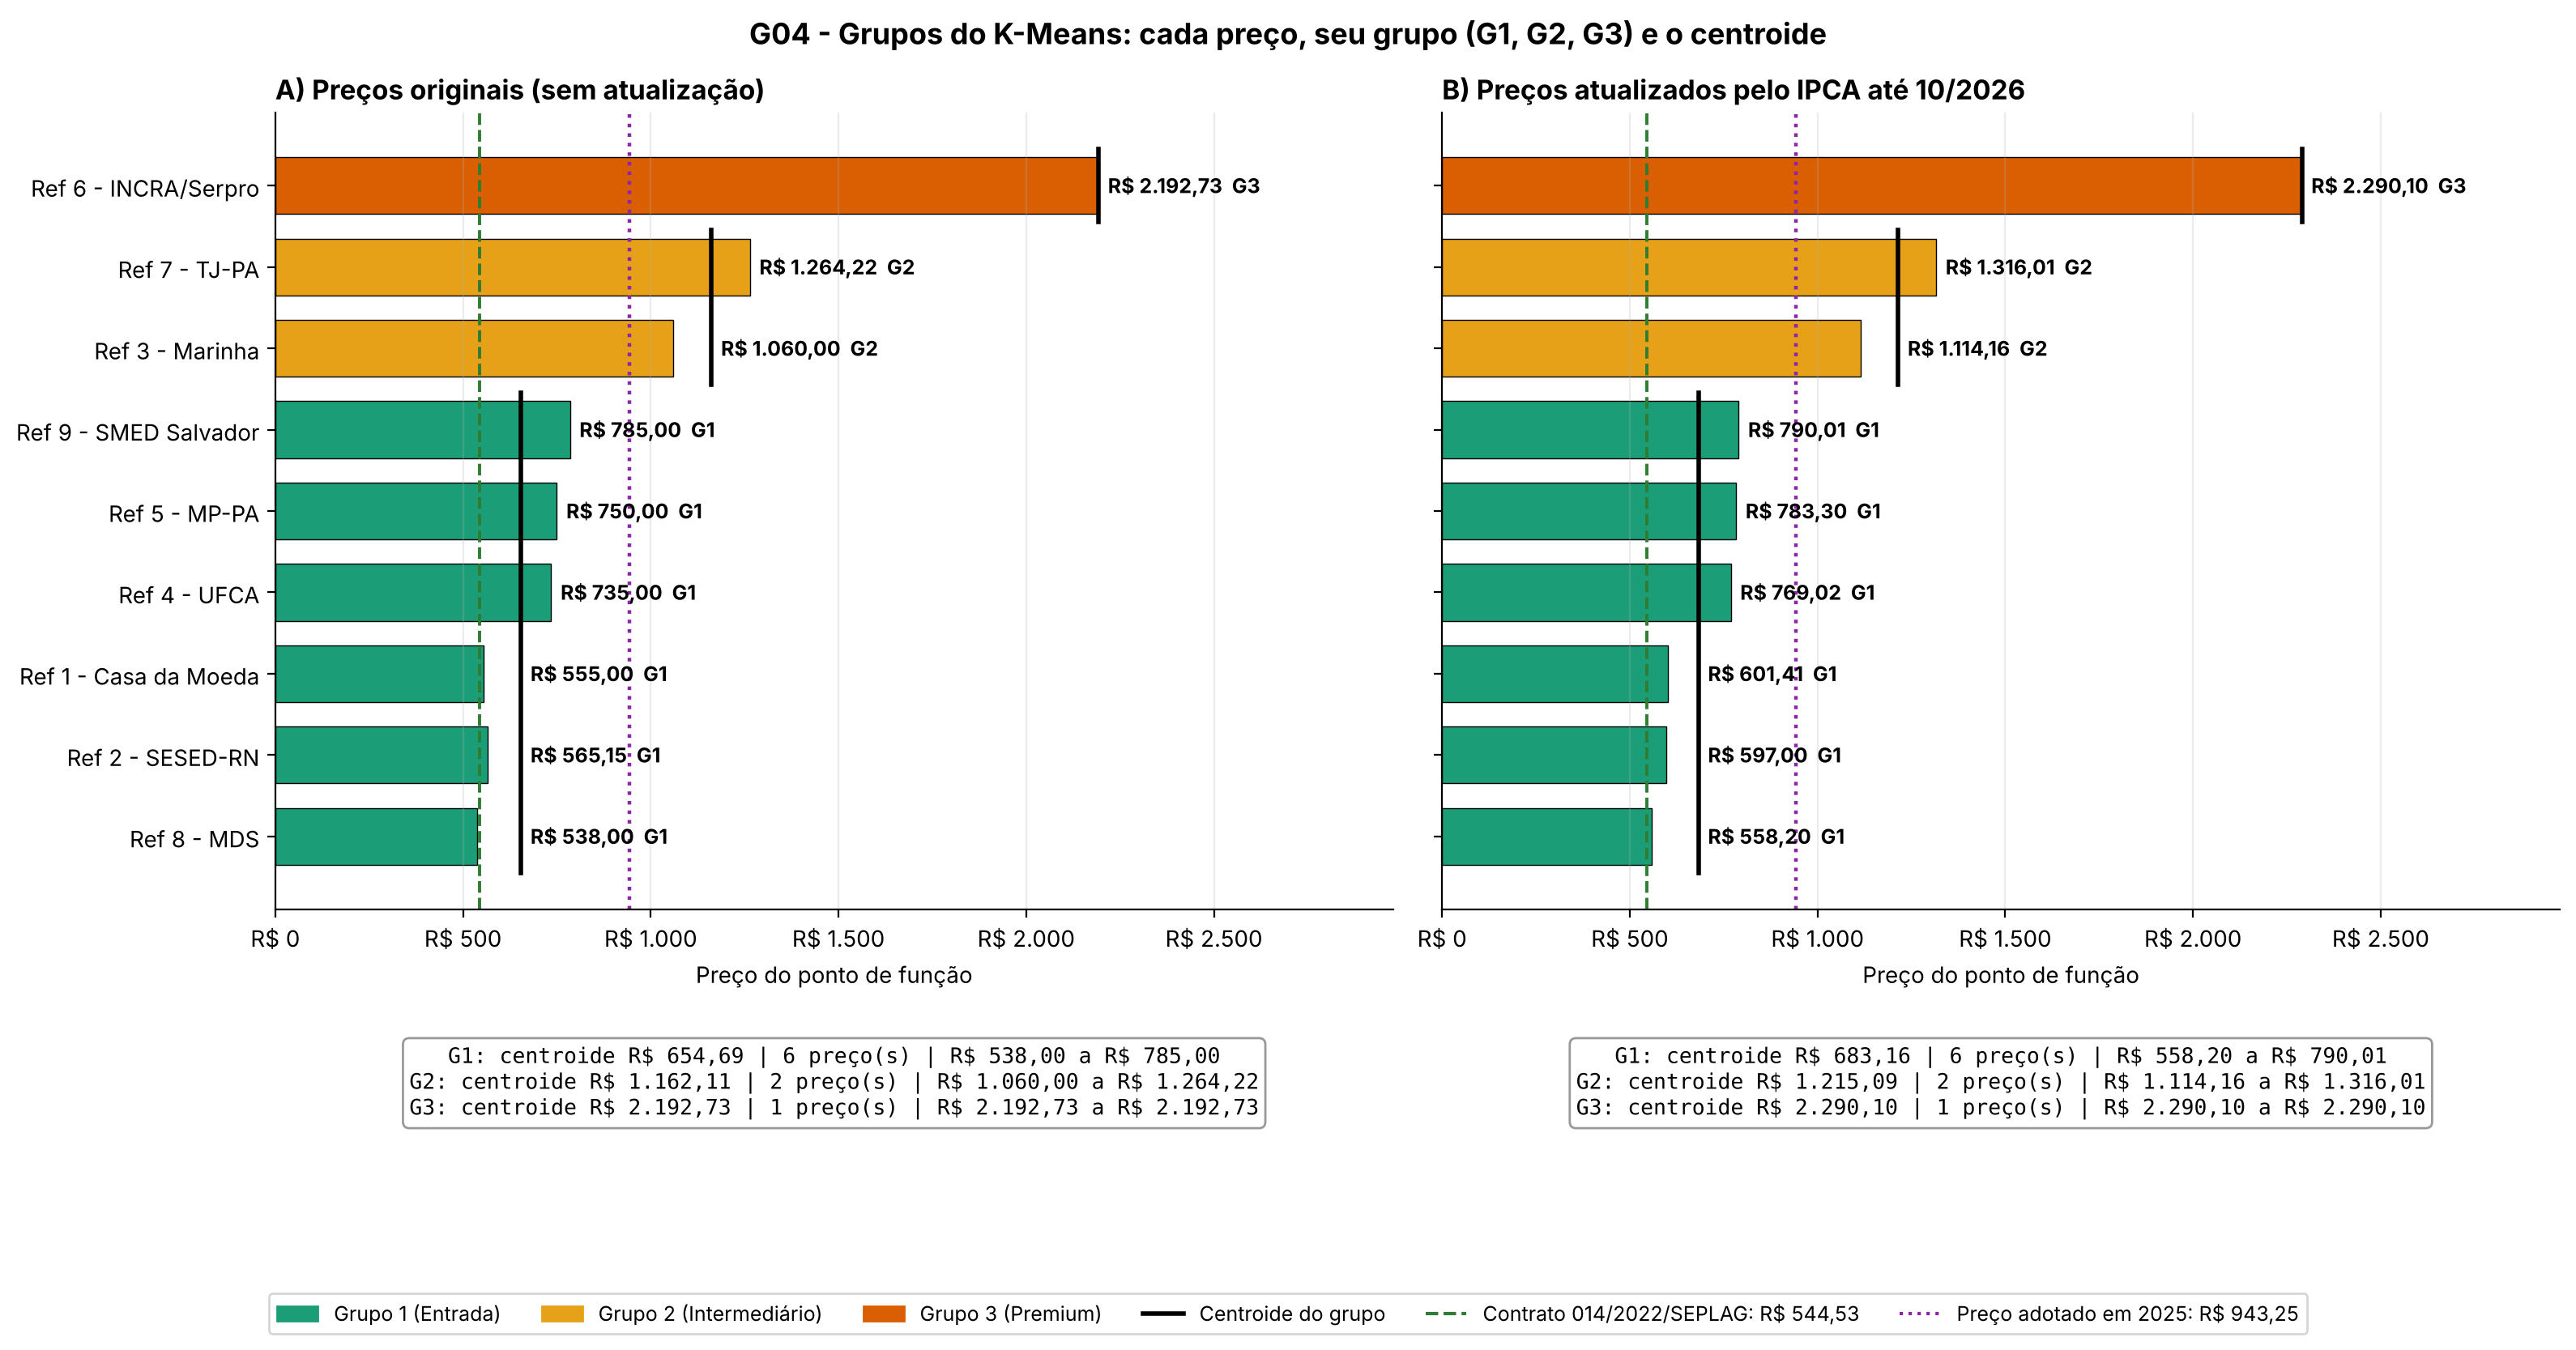 G04 - Grupos do K-Means: cada preço, seu grupo (G1, G2, G3) e o centroide
A) Preços originais (sem atualização)
Ref 6 - INCRA/Serpro
R$ 2.192,73 G3
Ref 7 - TJ-PA
R$ 1.264,22 G2
Ref 3 - Marinha
R$ 1.060,00 G2
Ref 9 - SMED Salvador
R$ 785,00 G1
Ref 5 - MP-PA
R$ 750,00 G1
Ref 4 - UFCA
R$ 735,00 G1
Ref 1 - Casa da Moeda
R$ 555,00 G1
Ref 2 - SESED-RN
R$ 565,15 G1
Ref 8 - MDS
R$ 538,00 G1
R$ 0 R$ 500 R$ 1.000 R$ 1.500 R$ 2.000 R$ 2.500
Preço do ponto de função
G1: centroide R$ 654,69 | 6 preço(s) | R$ 538,00 a R$ 785,00
G2: centroide R$ 1.162,11 | 2 preço(s) | R$ 1.060,00 a R$ 1.264,22
G3: centroide R$ 2.192,73 | 1 preço(s) | R$ 2.192,73 a R$ 2.192,73
B) Preços atualizados pelo IPCA até 10/2026
R$ 2.290,10 G3
R$ 1.316,01 G2
R$ 1.114,16 G2
R$ 790,01 G1
R$ 783,30 G1
R$ 769,02 G1
R$ 601,41 G1
R$ 597,00 G1
R$ 558,20 G1
R$ 0 R$ 500 R$ 1.000 R$ 1.500 R$ 2.000 R$ 2.500
Preço do ponto de função
G1: centroide R$ 683,16 | 6 preço(s) | R$ 558,20 a R$ 790,01
G2: centroide R$ 1.215,09 | 2 preço(s) | R$ 1.114,16 a R$ 1.316,01
G3: centroide R$ 2.290,10 | 1 preço(s) | R$ 2.290,10 a R$ 2.290,10
Grupo 1 (Entrada) Grupo 2 (Intermediário) Grupo 3 (Premium) Centroide do grupo Contrato 014/2022/SEPLAG: R$ 544,53 Preço adotado em 2025: R$ 943,25